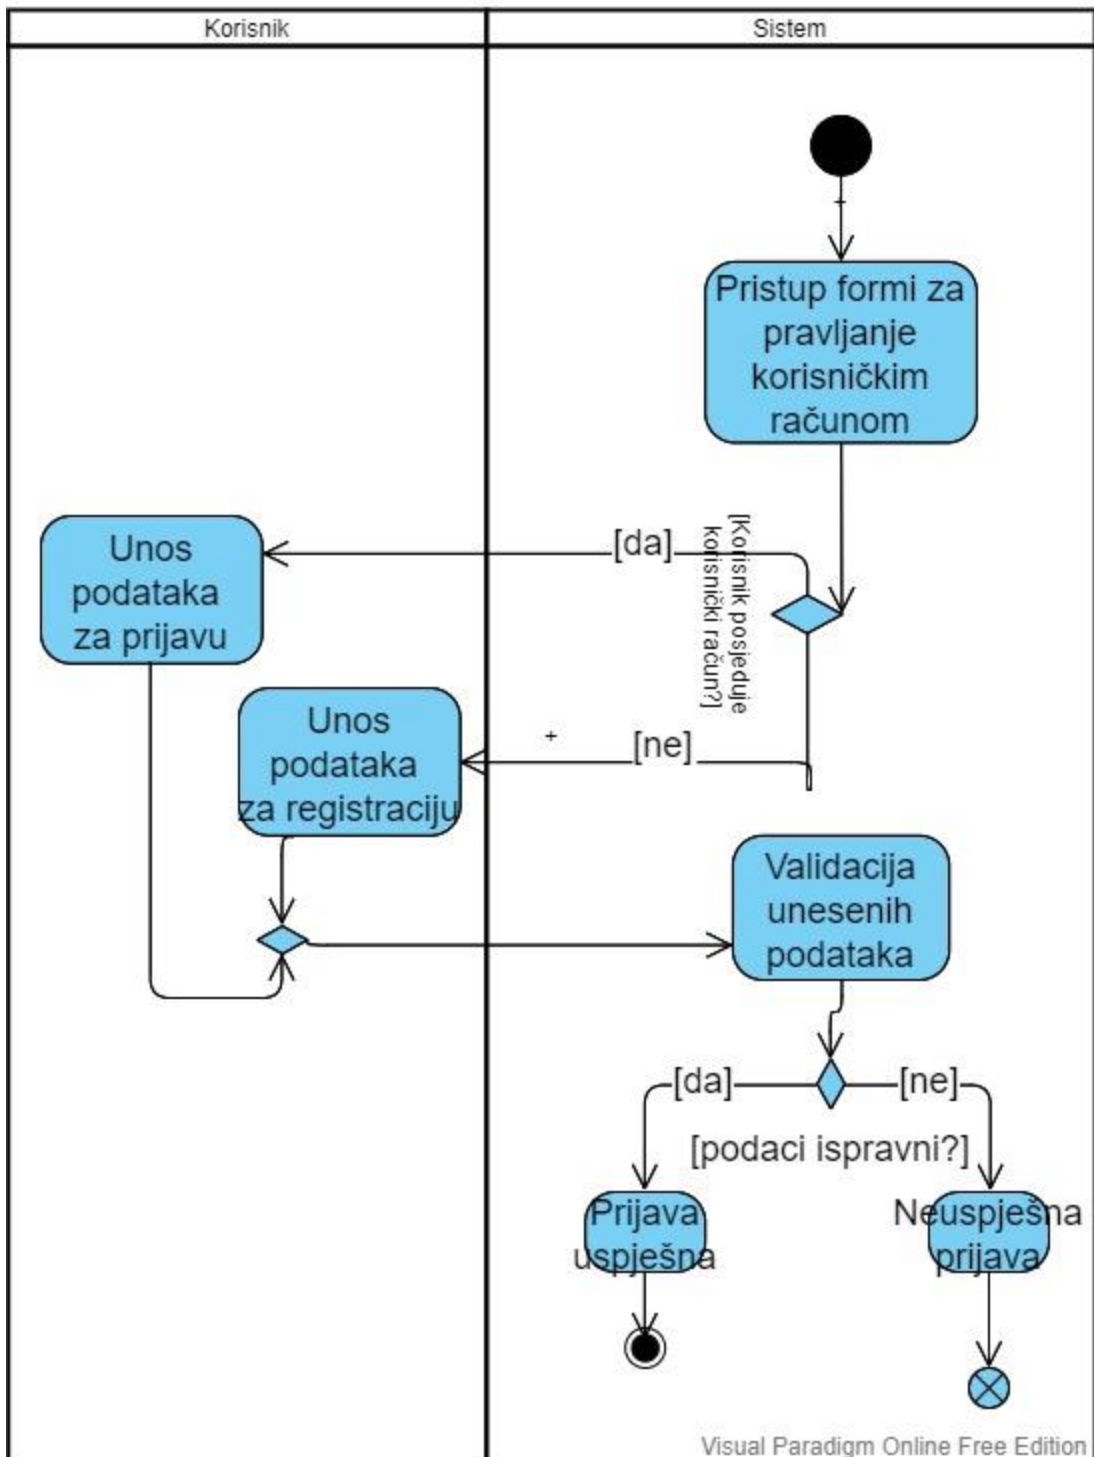 Korisnik
Sistem
Pristup formi za
pravljanje
korisničkim
računom
[Korisnik posjeduje
korisnički račun?]
[da]
Unos
podataka
za prijavu
[ne]
+
+
Unos
podataka
za registraciju
Validacija
unesenih
podataka
[da]
[ne]
[podaci ispravni?]
Prijava
uspješna
Neuspješna
prijava
Visual Paradigm Online Free Edition